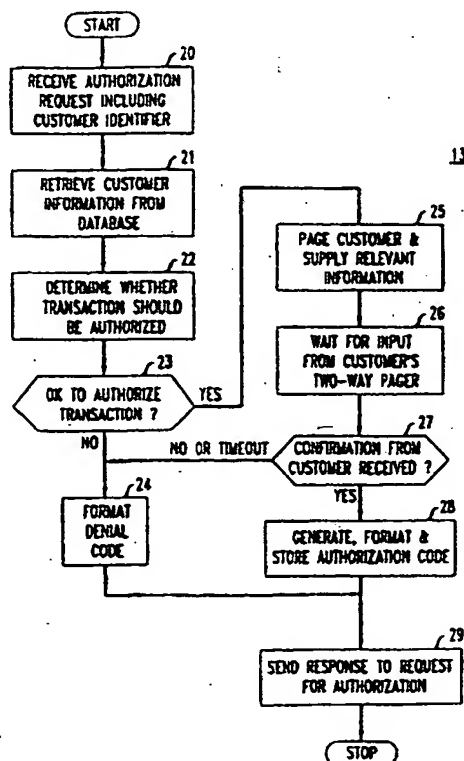 START
20
RECEIVE AUTHORIZATION
REQUEST INCLUDING
CUSTOMER IDENTIFIER
21
RETRIEVE CUSTOMER
INFORMATION FROM
DATABASE
22
DETERMINE WHETHER
TRANSACTION SHOULD
BE AUTHORIZED
23
OK TO AUTHORIZE
TRANSACTION ?
YES
NO
24
FORMAT
DENIAL
CODE
13
25
PAGE CUSTOMER &
SUPPLY RELEVANT
INFORMATION
26
WAIT FOR INPUT
FROM CUSTOMER'S
TWO-WAY PAGER
27
NO OR TIMEOUT
CONFIRMATION FROM
CUSTOMER RECEIVED ?
YES
28
GENERATE, FORMAT &
STORE AUTHORIZATION CODE
29
SEND RESPONSE TO REQUEST
FOR AUTHORIZATION
STOP